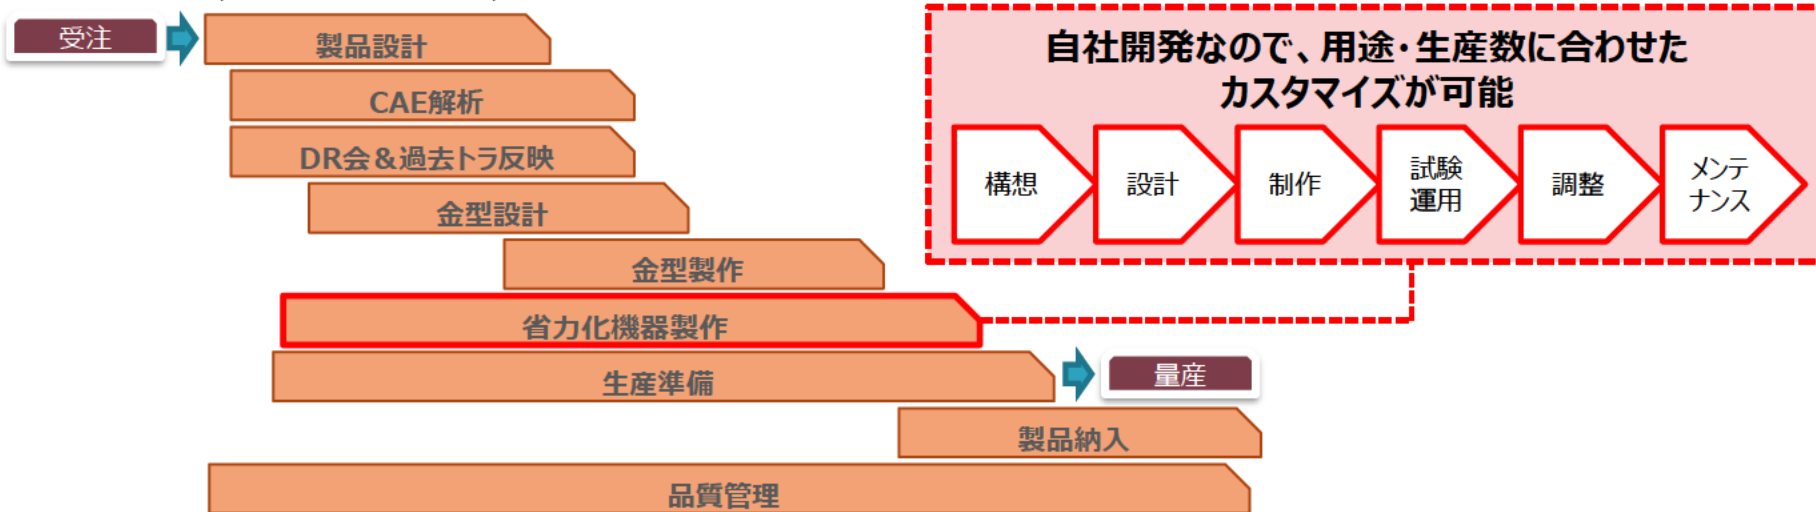 受注
製品設計
CAE解析
DR会＆過去トラ反映
金型設計
金型製作
省力化機器製作
生産準備
量産
製品納入
品質管理
自社開発なので、用途・生産数に合わせた
カスタマイズが可能
構想
設計
制作
試験
運用
調整
メンテ
ナンス